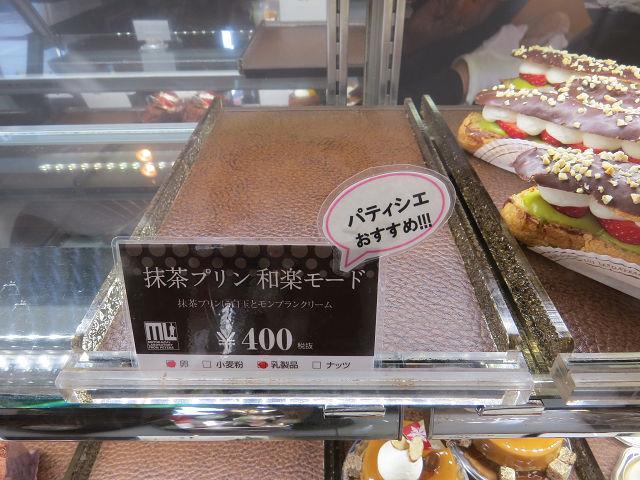 パティシエ
おすすめ!!!
抹茶プリン 和楽モード
抹茶プリンに白玉とモンブランクリーム
¥400 税抜
卵 小麦粉 乳製品 ナッツ